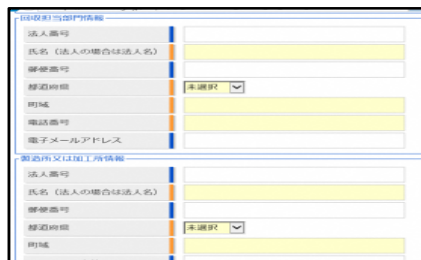 回収担当部門情報
法人番号
氏名（法人の場合は法人名）
郵便番号
都道府県
未選択
町域
電話番号
電子メールアドレス
製造所又は加工所情報
法人番号
氏名（法人の場合は法人名）
郵便番号
都道府県
未選択
町域